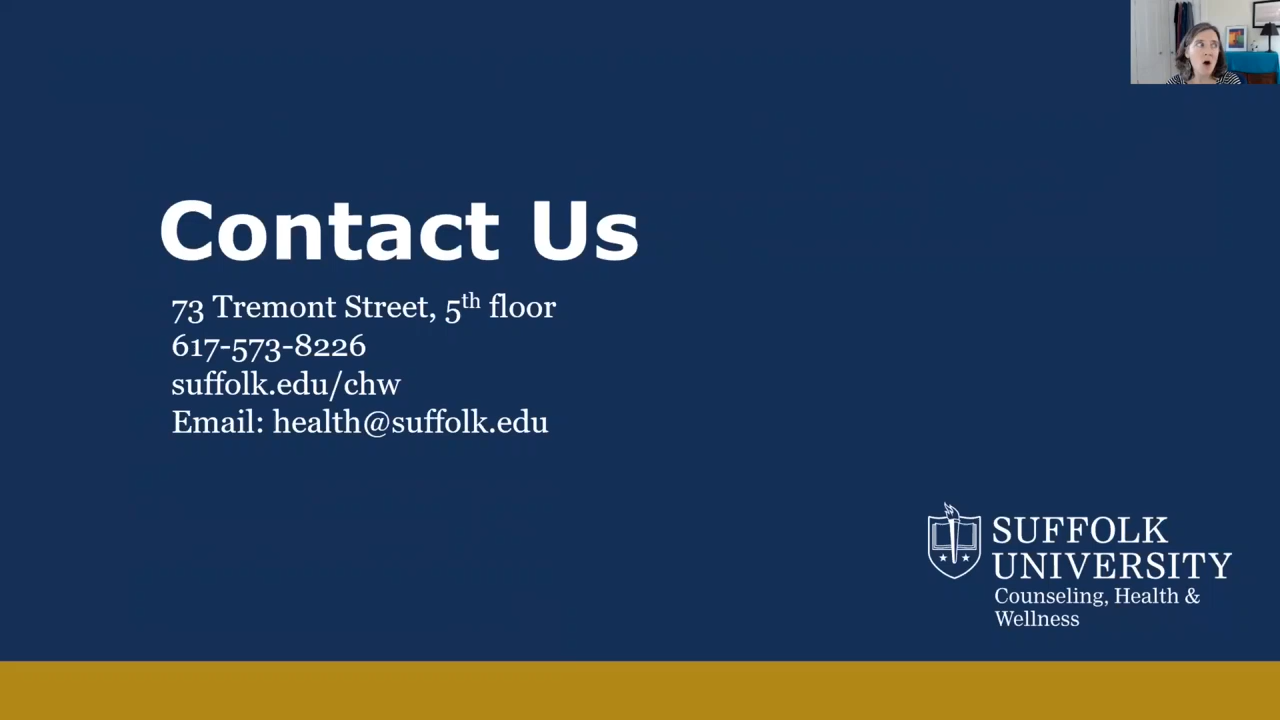 Contact Us
73 Tremont Street, 5th floor
617-573-8226
suffolk.edu/chw
Email: health@suffolk.edu
SUFFOLK
UNIVERSITY
Counseling, Health &
Wellness